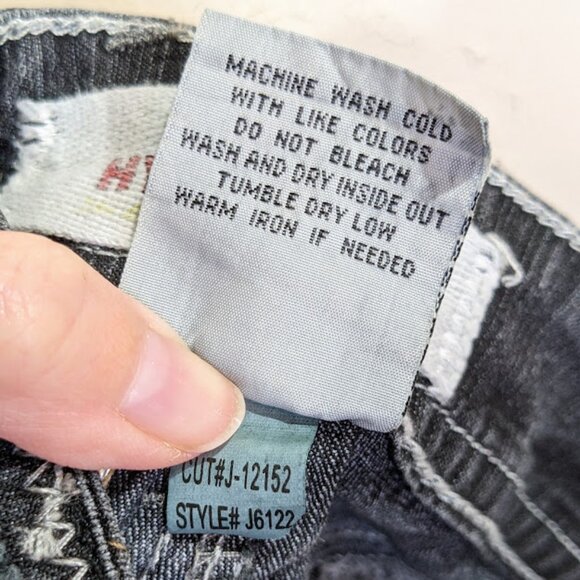 MACHINE WASH COLD
WITH LIKE COLORS
DO NOT BLEACH
WASH AND DRY INSIDE OUT
TUMBLE DRY LOW
WARM IRON IF NEEDED
CUT#J-12152
STYLE# J6122